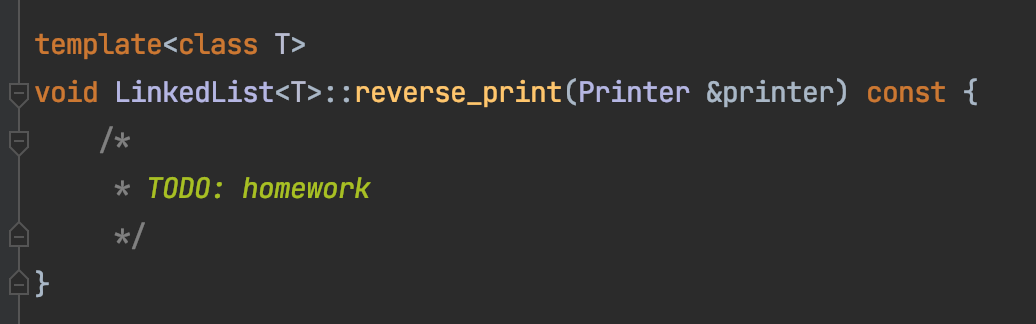 template<class T>
void LinkedList<T>::reverse_print(Printer &printer) const {
    /*
     * TODO: homework
     */
}